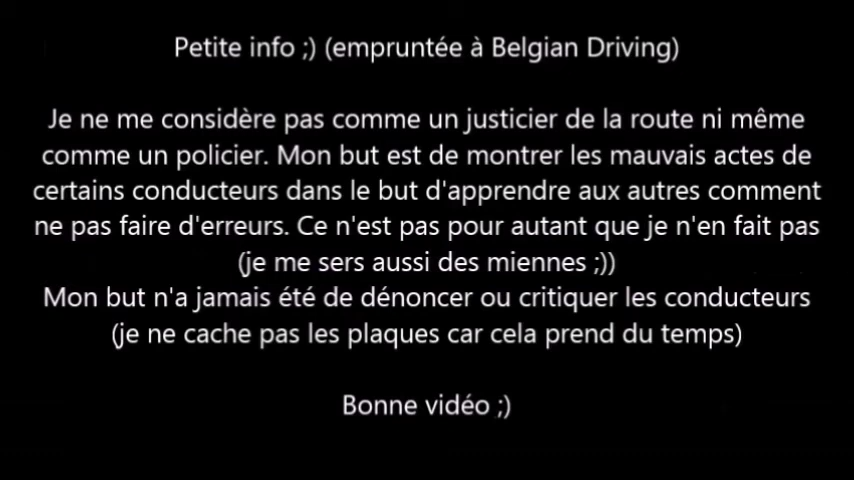 Petite info ;) (empruntée à Belgian Driving)
Je ne me considère pas comme un justicier de la route ni même
comme un policier. Mon but est de montrer les mauvais actes de
certains conducteurs dans le but d'apprendre aux autres comment
ne pas faire d'erreurs. Ce n'est pas pour autant que je n'en fait pas
(je me sers aussi des miennes ;))
Mon but n'a jamais été de dénoncer ou critiquer les conducteurs
(je ne cache pas les plaques car cela prend du temps)
Bonne vidéo ;)